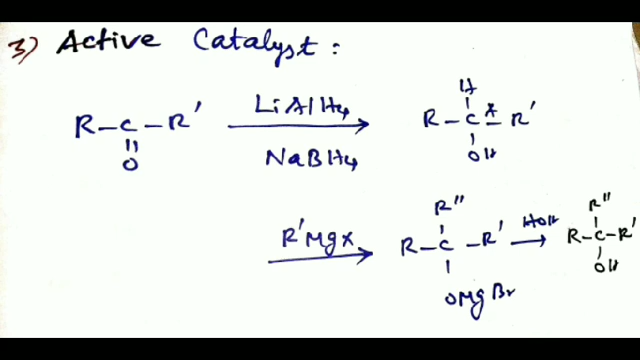 3) Active Catalyst :
R-C-R' LiAlH4 R-C*-R'
O NaBH4 H
OH
R'MgX R'' R-C-R' HOH R'' R-C-R'
OMgBr OH